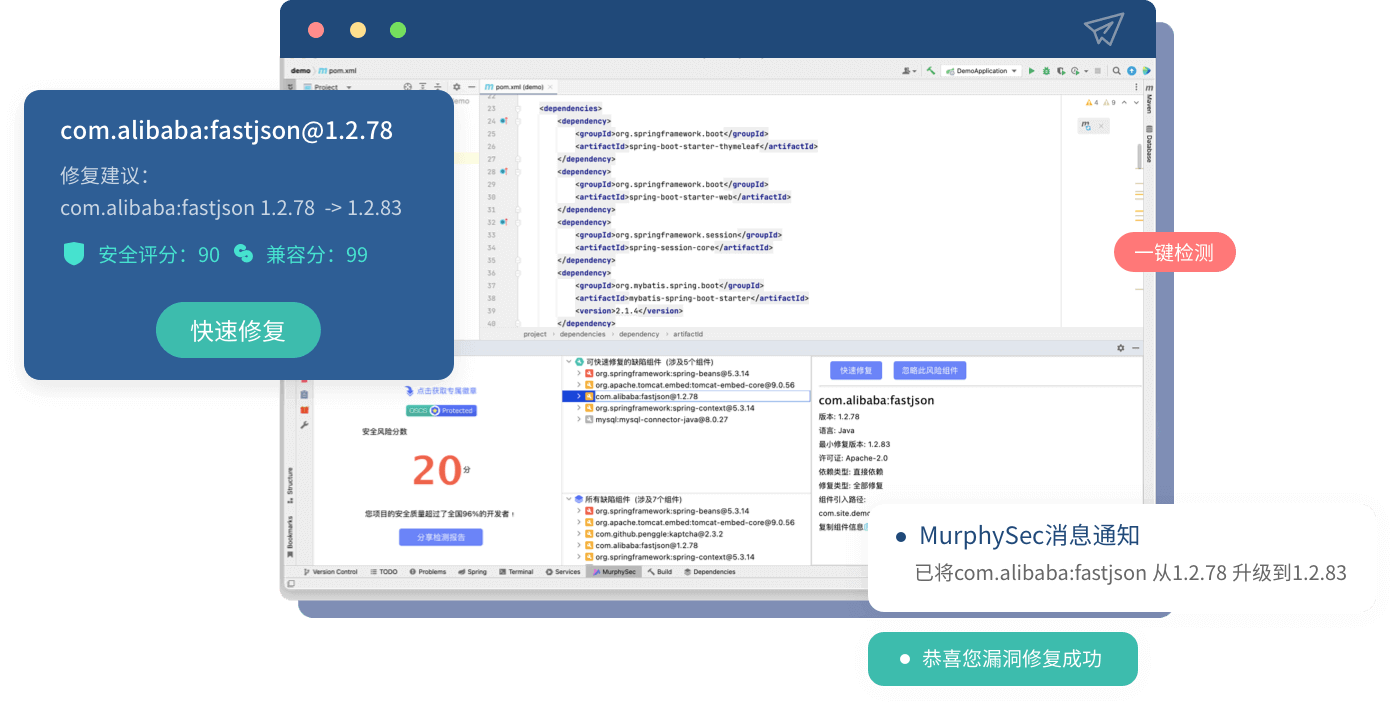 demo
pom.xml
DemoApplication
Project
pom.xml (demo)
4
9
Maven
Database
com.alibaba:fastjson@1.2.78
修复建议：
com.alibaba:fastjson 1.2.78 -> 1.2.83
安全评分：90
兼容分：99
快速修复
22
23 <dependencies>
24 <dependency>
25 <groupId>org.springframework.boot</groupId>
26 <artifactId>spring-boot-starter-thymeleaf</artifactId>
27 </dependency>
28 <dependency>
29 <groupId>org.springframework.boot</groupId>
30 <artifactId>spring-boot-starter-web</artifactId>
31 </dependency>
32 <dependency>
33 <groupId>org.springframework.session</groupId>
34 <artifactId>spring-session-core</artifactId>
35 </dependency>
36 <dependency>
37 <groupId>org.mybatis.spring.boot</groupId>
38 <artifactId>mybatis-spring-boot-starter</artifactId>
39 <version>2.1.4</version>
40 </dependency>
project › dependencies › dependency › artifactId
一键检测
点击获取专属徽章
OSCS Protected
安全风险分数
20分
您项目的安全质量超过了全国96%的开发者！
分享检测报告
Structure
Bookmarks
可快速修复的缺陷组件（涉及5个组件）
org.springframework:spring-beans@5.3.14
org.apache.tomcat.embed:tomcat-embed-core@9.0.56
com.alibaba:fastjson@1.2.78
org.springframework:spring-context@5.3.14
mysql:mysql-connector-java@8.0.27
所有缺陷组件（涉及7个组件）
org.springframework:spring-beans@5.3.14
org.apache.tomcat.embed:tomcat-embed-core@9.0.56
com.github.penggle:kaptcha@2.3.2
com.alibaba:fastjson@1.2.78
org.springframework:spring-context@5.3.14
快速修复
忽略此风险组件
com.alibaba:fastjson
版本: 1.2.78
语言: Java
最小修复版本: 1.2.83
许可证: Apache-2.0
依赖类型: 直接依赖
修复类型: 全部修复
组件引入路径:
com.site.demo
复制组件信息
Version Control
TODO
Problems
Spring
Terminal
Services
MurphySec
Build
Dependencies
MurphySec消息通知
已将com.alibaba:fastjson 从1.2.78 升级到1.2.83
恭喜您漏洞修复成功